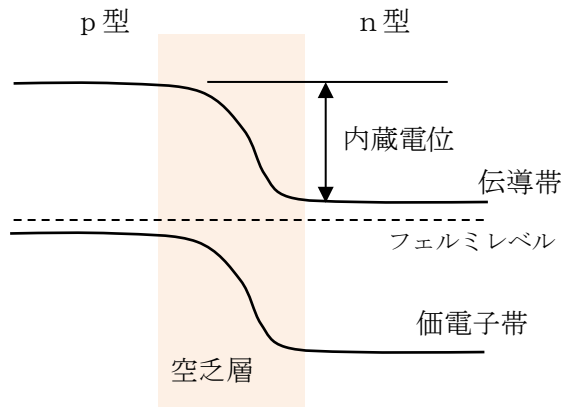 p型
n型
内蔵電位
伝導帯
フェルミレベル
価電子帯
空乏層